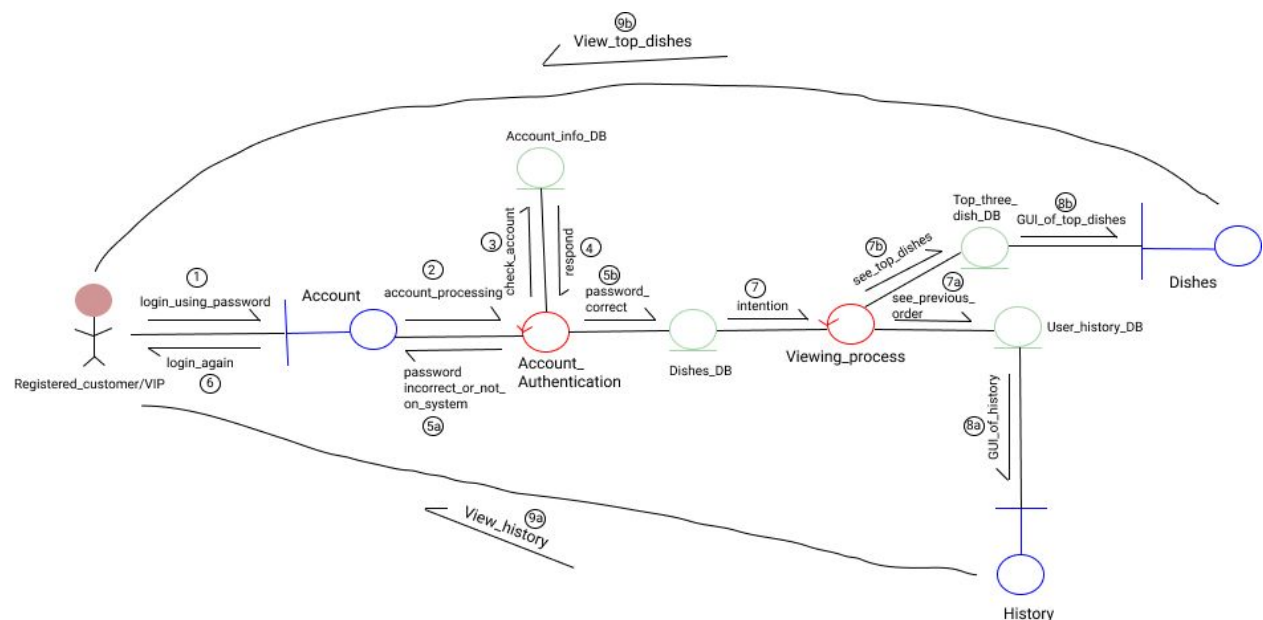 9b
View_top_dishes
Account_info_DB
Top_three_
dish_DB
8b
GUI_of_top_dishes
3
check_account
4
respond
7b
see_top_dishes
1
login_using_password
Account
2
account_processing
5b
password_
correct
7
intention
7a
see_previous_
order
Dishes
User_history_DB
login_again
6
Registered_customer/VIP
password
incorrect_or_not_
on_system
5a
Account_
Authentication
Dishes_DB
Viewing_process
8a
GUI_of_history
9a
View_history
History